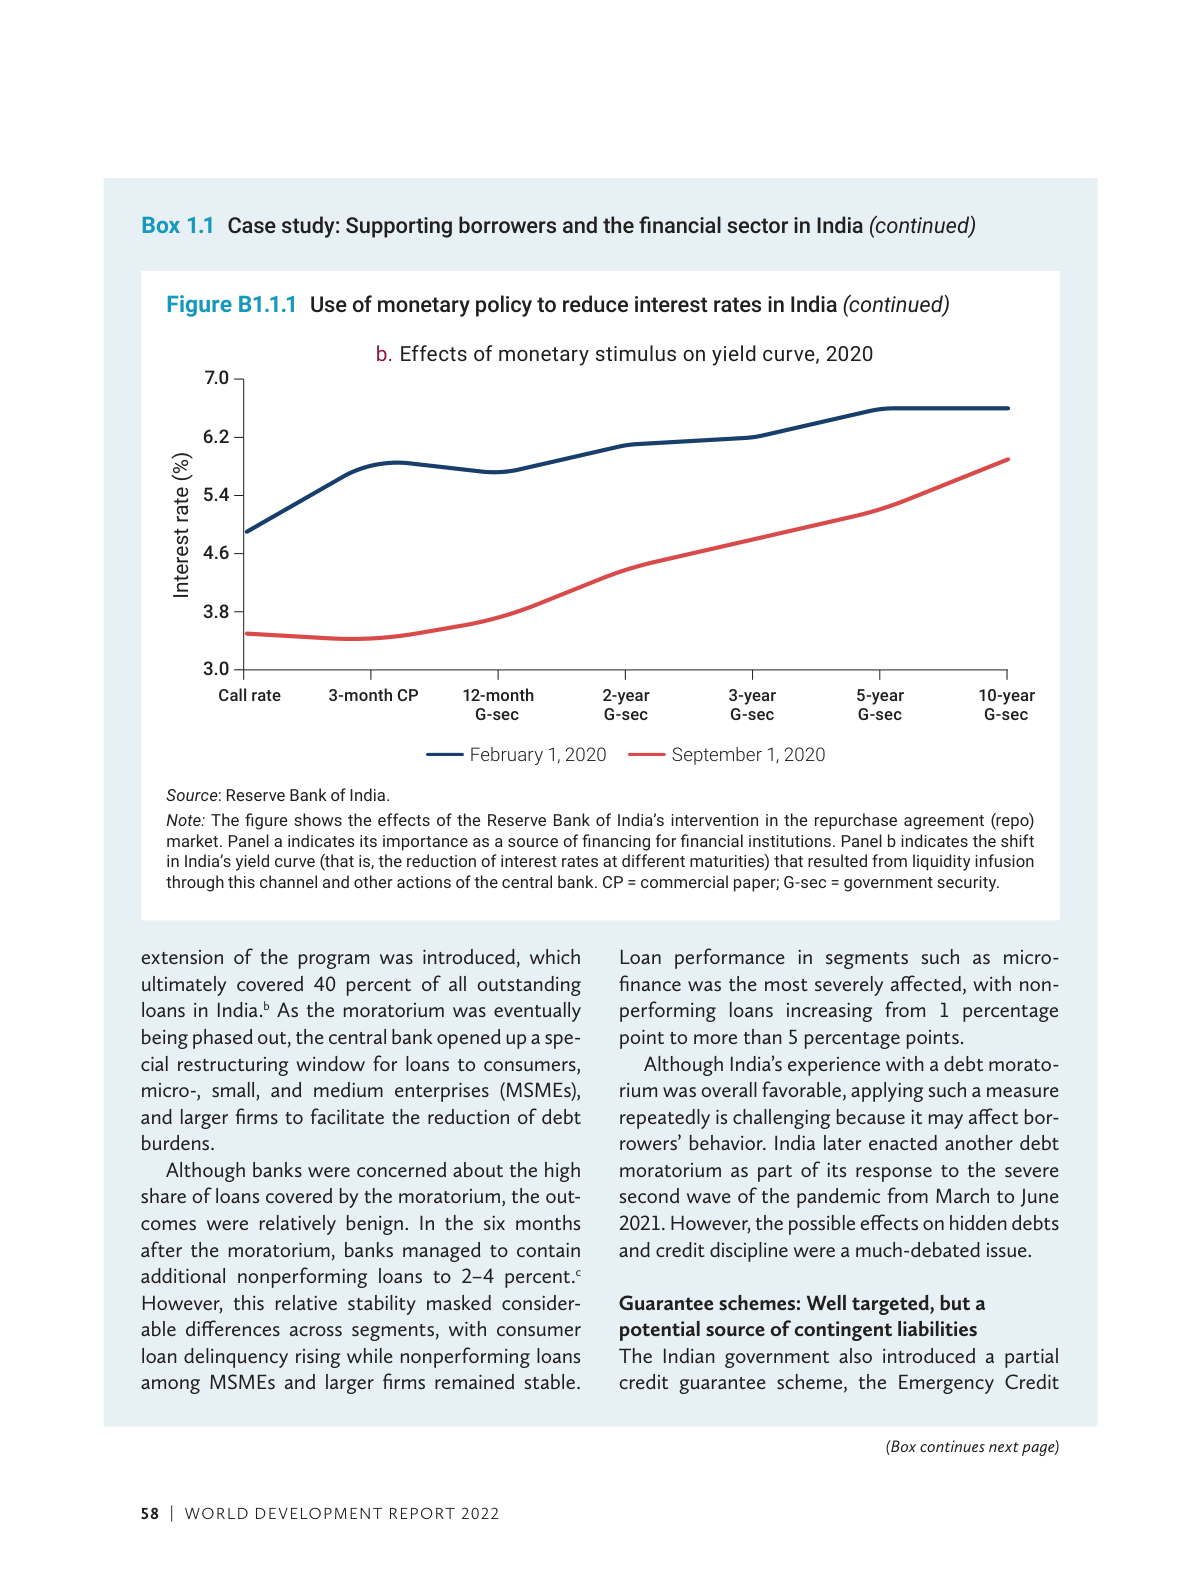 Box 1.1 Case study: Supporting borrowers and the financial sector in India (continued)
Figure B1.1.1 Use of monetary policy to reduce interest rates in India (continued)
b. Effects of monetary stimulus on yield curve, 2020
Interest rate (%)
7.0
6.2
5.4
4.6
3.8
3.0
Call rate
3-month CP
12-month
G-sec
2-year
G-sec
3-year
G-sec
5-year
G-sec
10-year
G-sec
February 1, 2020
September 1, 2020
Source: Reserve Bank of India.
Note: The figure shows the effects of the Reserve Bank of India’s intervention in the repurchase agreement (repo)
market. Panel a indicates its importance as a source of financing for financial institutions. Panel b indicates the shift
in India’s yield curve (that is, the reduction of interest rates at different maturities) that resulted from liquidity infusion
through this channel and other actions of the central bank. CP = commercial paper; G-sec = government security.
extension of the program was introduced, which
ultimately covered 40 percent of all outstanding
loans in India.b As the moratorium was eventually
being phased out, the central bank opened up a spe-
cial restructuring window for loans to consumers,
micro-, small, and medium enterprises (MSMEs),
and larger firms to facilitate the reduction of debt
burdens.
Although banks were concerned about the high
share of loans covered by the moratorium, the out-
comes were relatively benign. In the six months
after the moratorium, banks managed to contain
additional nonperforming loans to 2–4 percent.c
However, this relative stability masked consider-
able differences across segments, with consumer
loan delinquency rising while nonperforming loans
among MSMEs and larger firms remained stable.
Loan performance in segments such as micro-
finance was the most severely affected, with non-
performing loans increasing from 1 percentage
point to more than 5 percentage points.
Although India’s experience with a debt morato-
rium was overall favorable, applying such a measure
repeatedly is challenging because it may affect bor-
rowers’ behavior. India later enacted another debt
moratorium as part of its response to the severe
second wave of the pandemic from March to June
2021. However, the possible effects on hidden debts
and credit discipline were a much-debated issue.
Guarantee schemes: Well targeted, but a
potential source of contingent liabilities
The Indian government also introduced a partial
credit guarantee scheme, the Emergency Credit
(Box continues next page)
58 | WORLD DEVELOPMENT REPORT 2022